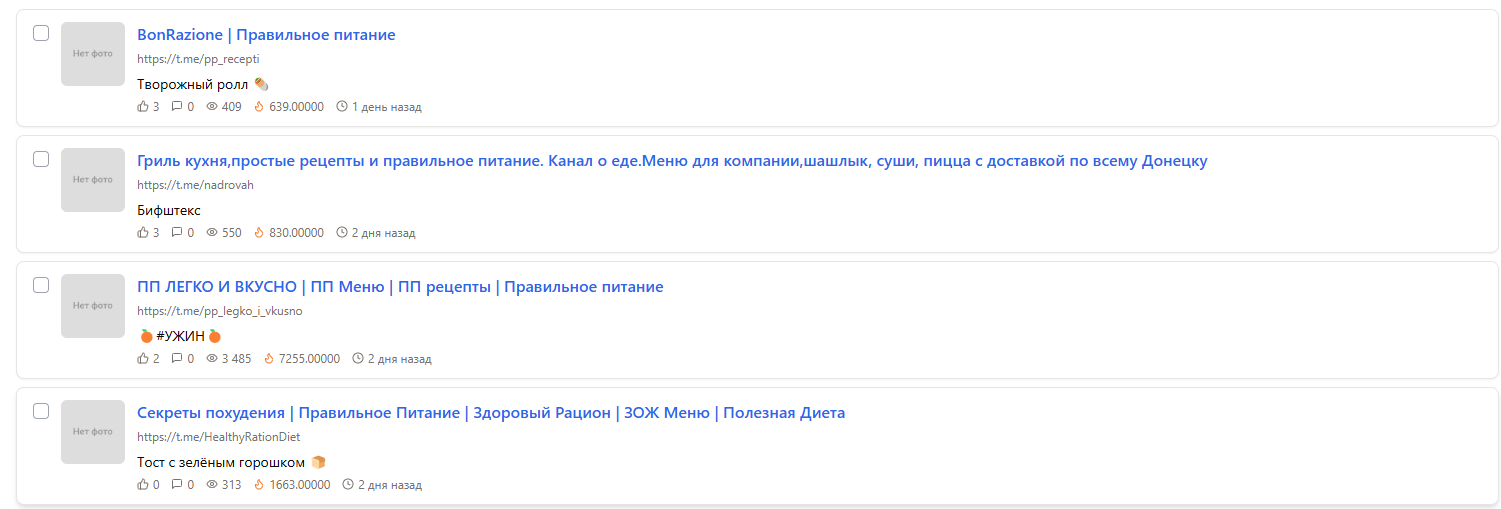 Нет фото
BonRazione | Правильное питание
https://t.me/pp_recepti
Творожный ролл 🌯
3 0 409 639.00000 1 день назад
Нет фото
Гриль кухня,простые рецепты и правильное питание. Канал о еде.Меню для компании,шашлык, суши, пицца с доставкой по всему Донецку
https://t.me/nadrovah
Бифштекс
3 0 550 830.00000 2 дня назад
Нет фото
ПП ЛЕГКО И ВКУСНО | ПП Меню | ПП рецепты | Правильное питание
https://t.me/pp_legko_i_vkusno
🍊#УЖИН🍊
2 0 3 485 7255.00000 2 дня назад
Нет фото
Секреты похудения | Правильное Питание | Здоровый Рацион | ЗОЖ Меню | Полезная Диета
https://t.me/HealthyRationDiet
Тост с зелёным горошком 🍞
0 0 313 1663.00000 2 дня назад